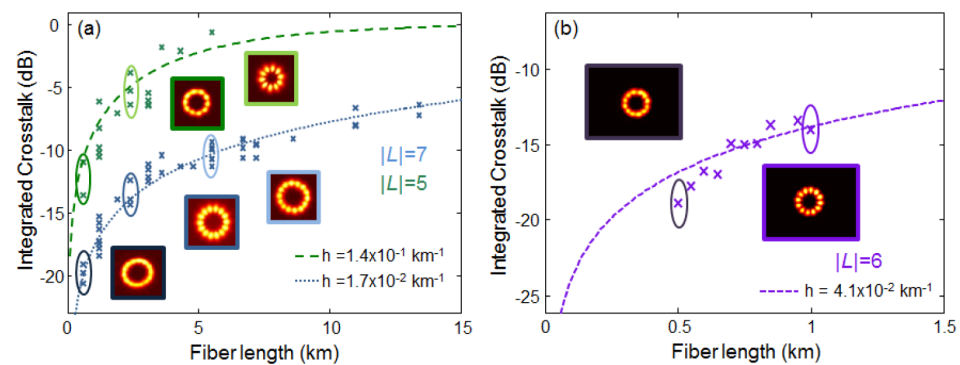 (a)
0
-5
-10
-15
-20
Integrated Crosstalk (dB)
|L|=7
|L|=5
h =1.4x10⁻¹ km⁻¹
h =1.7x10⁻² km⁻¹
0
5
10
15
Fiber length (km)
(b)
-10
-15
-20
-25
Integrated Crosstalk (dB)
|L|=6
h = 4.1x10⁻² km⁻¹
0
0.5
1
1.5
Fiber length (km)